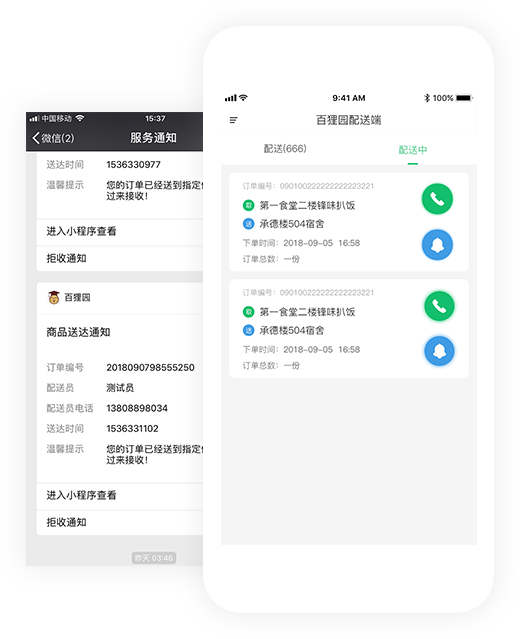 中国移动
15:37
微信(2)
服务通知
送达时间 1536330977
温馨提示 您的订单已经送到指定
过来接收！
进入小程序查看
拒收通知
百狸园
商品送达通知
订单编号 2018090798555250
配送员 测试员
配送员电话 13808898034
送达时间 1536331102
温馨提示 您的订单已经送到指定
过来接收！
进入小程序查看
拒收通知
昨天 03:46
9:41 AM
100%
百狸园配送端
配送(666)
配送中
订单编号：090100222222222223221
取 第一食堂二楼锋味扒饭
送 承德楼504宿舍
下单时间：2018-09-05 16:58
订单总数：一份
订单编号：090100222222222223221
取 第一食堂二楼锋味扒饭
送 承德楼504宿舍
下单时间：2018-09-05 16:58
订单总数：一份